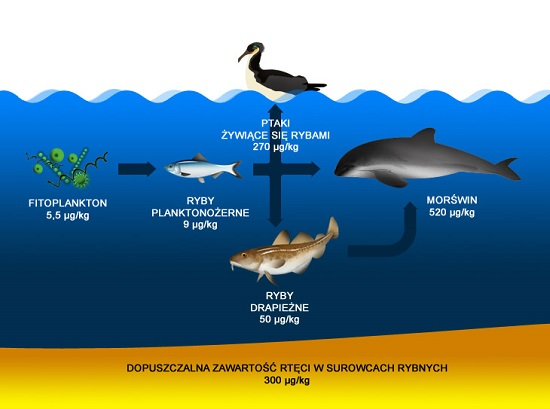 PTAKI
ŻYWIĄCE SIĘ RYBAMI
270 µg/kg
FITOPLANKTON
5,5 µg/kg
RYBY
PLANKTONOŻERNE
9 µg/kg
MORŚWIN
520 µg/kg
RYBY
DRAPIEŻNE
50 µg/kg
DOPUSZCZALNA ZAWARTOŚĆ RTĘCI W SUROWCACH RYBNYCH
300 µg/kg